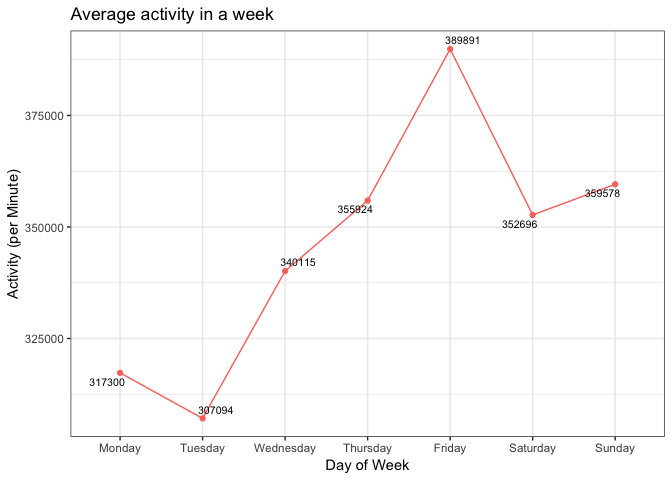 Average activity in a week
389891
375000
359578
355924
352696
350000
340115
325000
317300
307094
Activity (per Minute)
Monday Tuesday Wednesday Thursday Friday Saturday Sunday
Day of Week